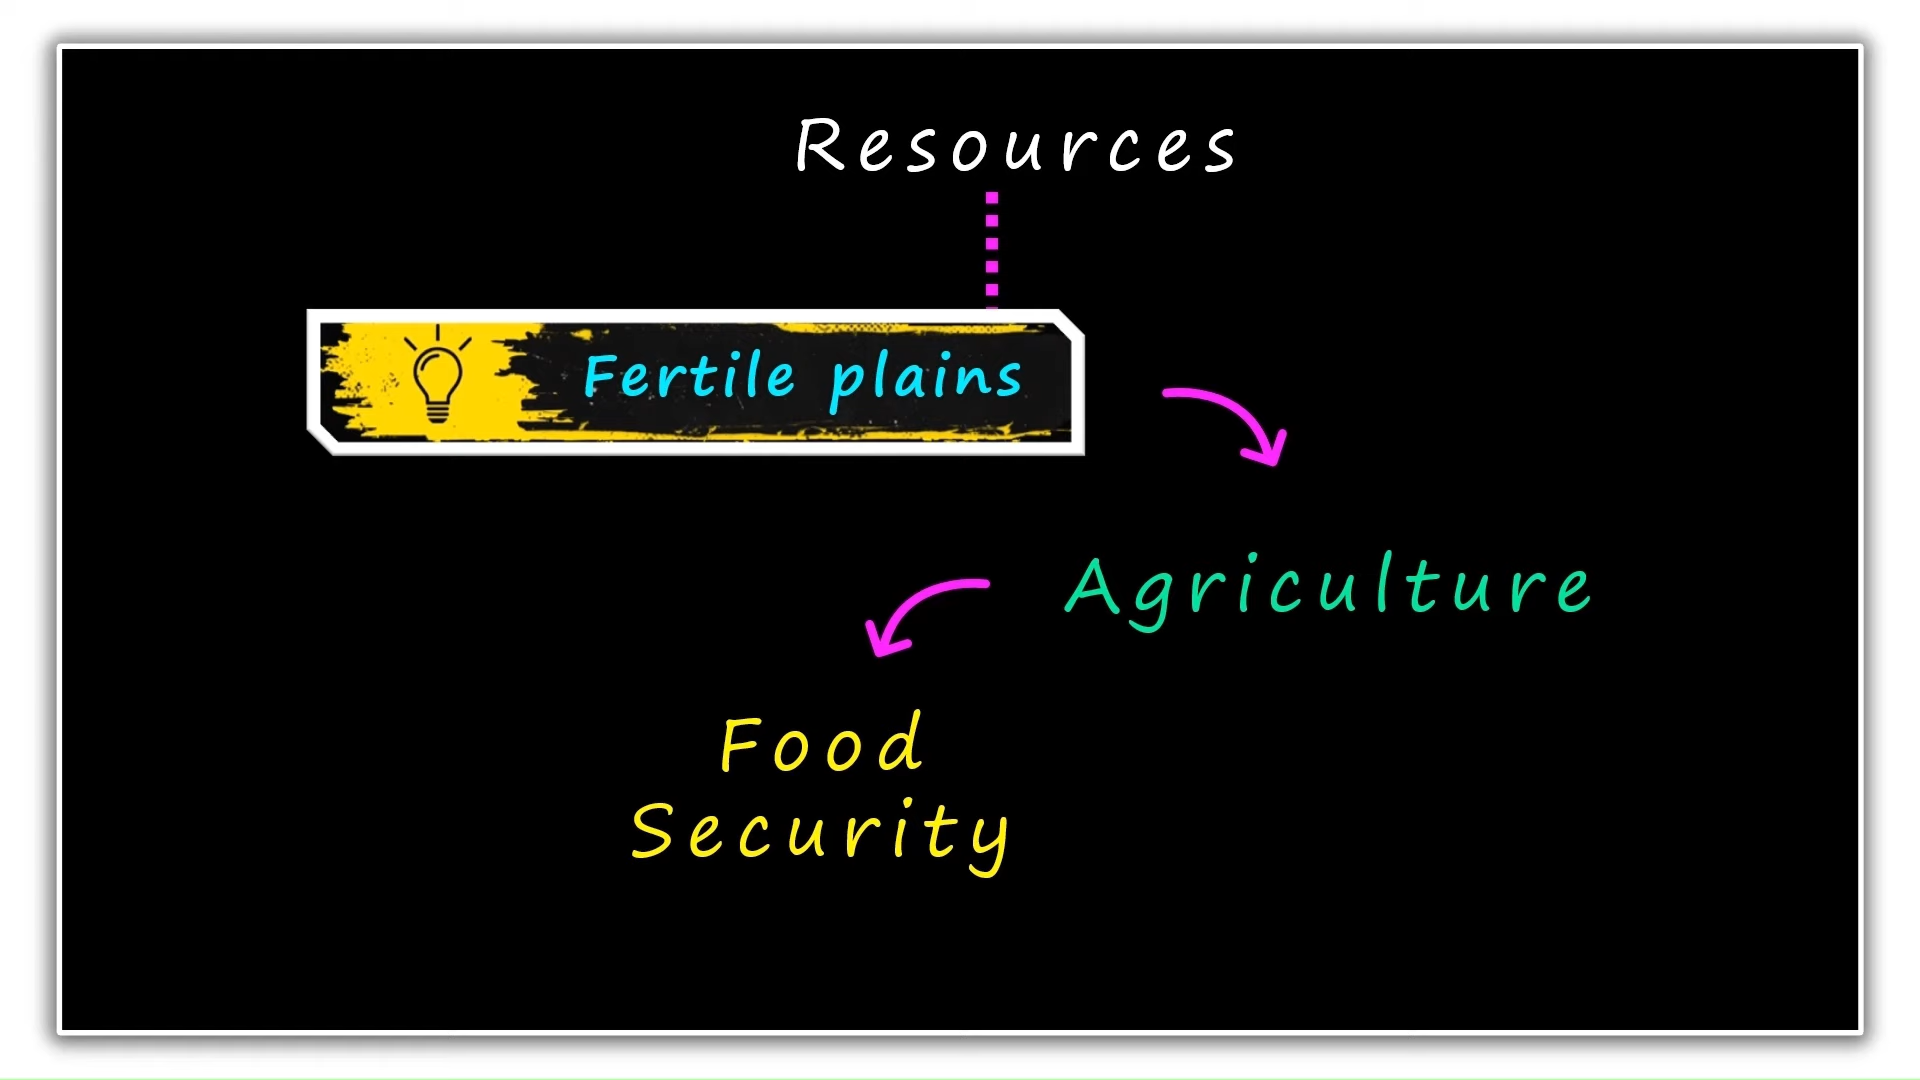 Resources
Fertile plains
Agriculture
Food
Security